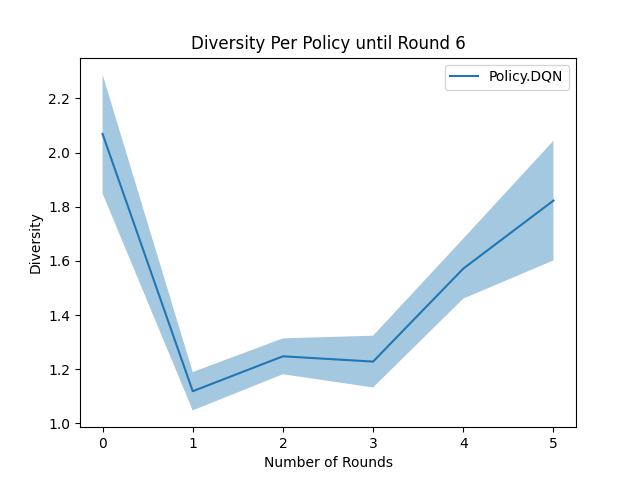 Diversity Per Policy until Round 6
Policy.DQN
2.2
2.0
1.8
1.6
1.4
1.2
1.0
Diversity
0 1 2 3 4 5
Number of Rounds